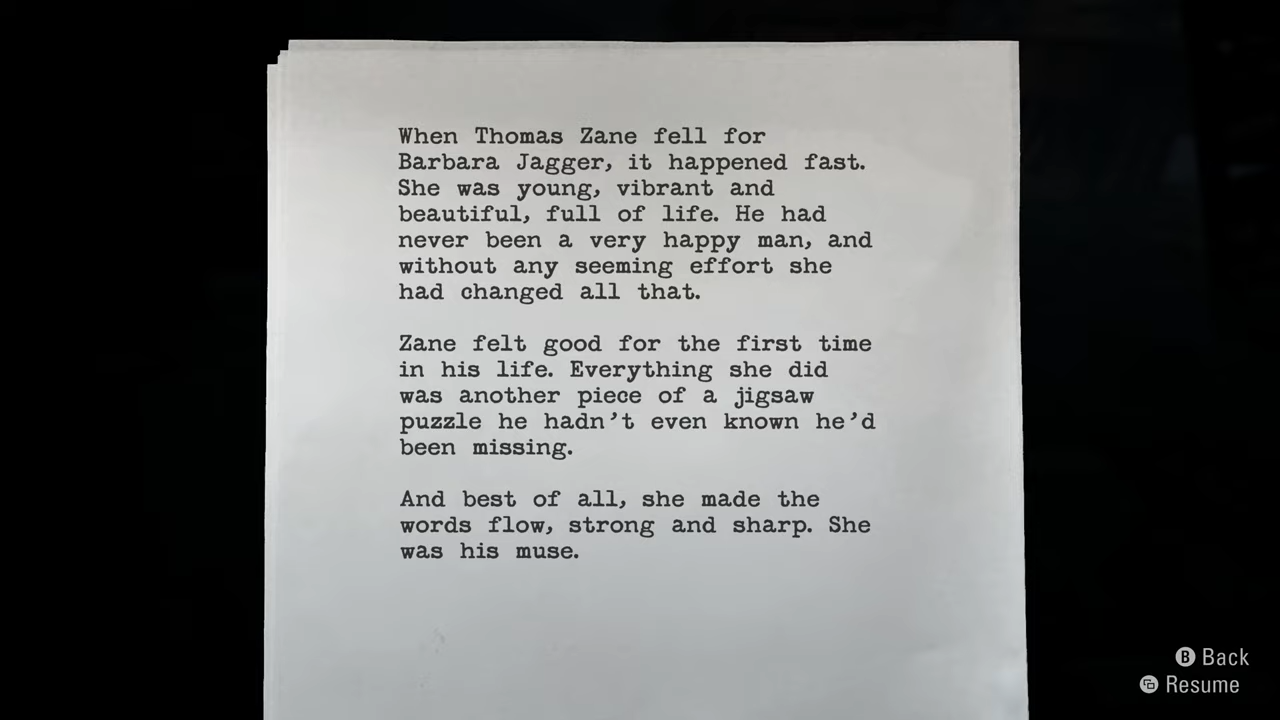 When Thomas Zane fell for
Barbara Jagger, it happened fast.
She was young, vibrant and
beautiful, full of life. He had
never been a very happy man, and
without any seeming effort she
had changed all that.
Zane felt good for the first time
in his life. Everything she did
was another piece of a jigsaw
puzzle he hadn't even known he'd
been missing.
And best of all, she made the
words flow, strong and sharp. She
was his muse.
B Back
Resume